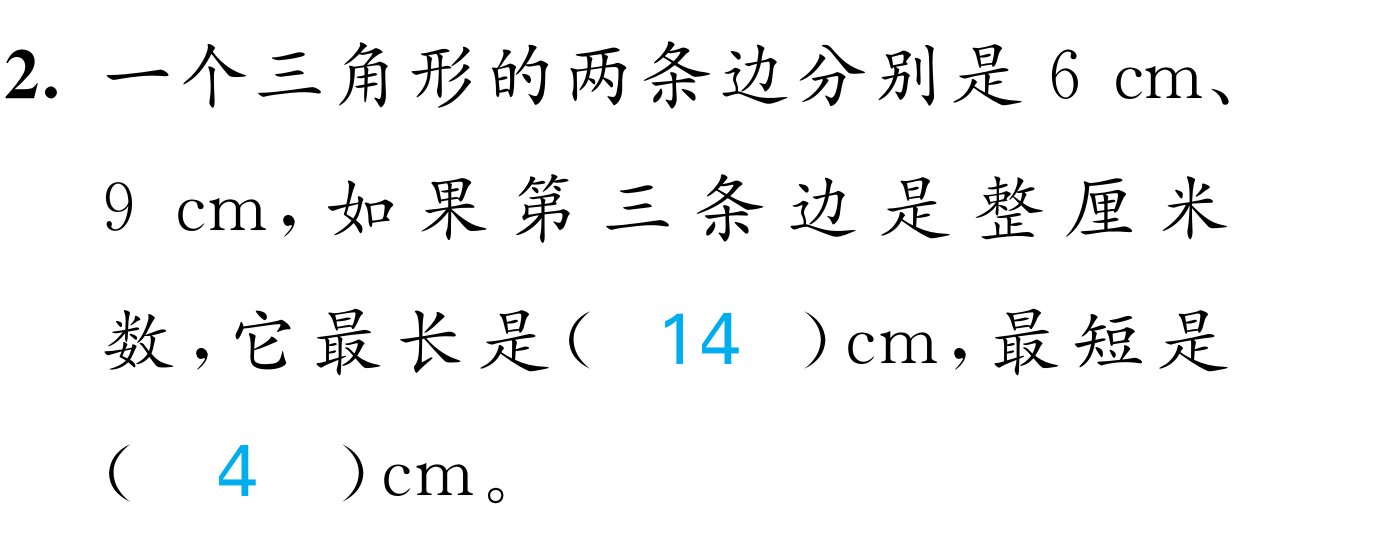 2. 一个三角形的两条边分别是 6 cm、
9 cm,如果第三条边是整厘米
数,它最长是( 14 )cm,最短是
( 4 )cm。